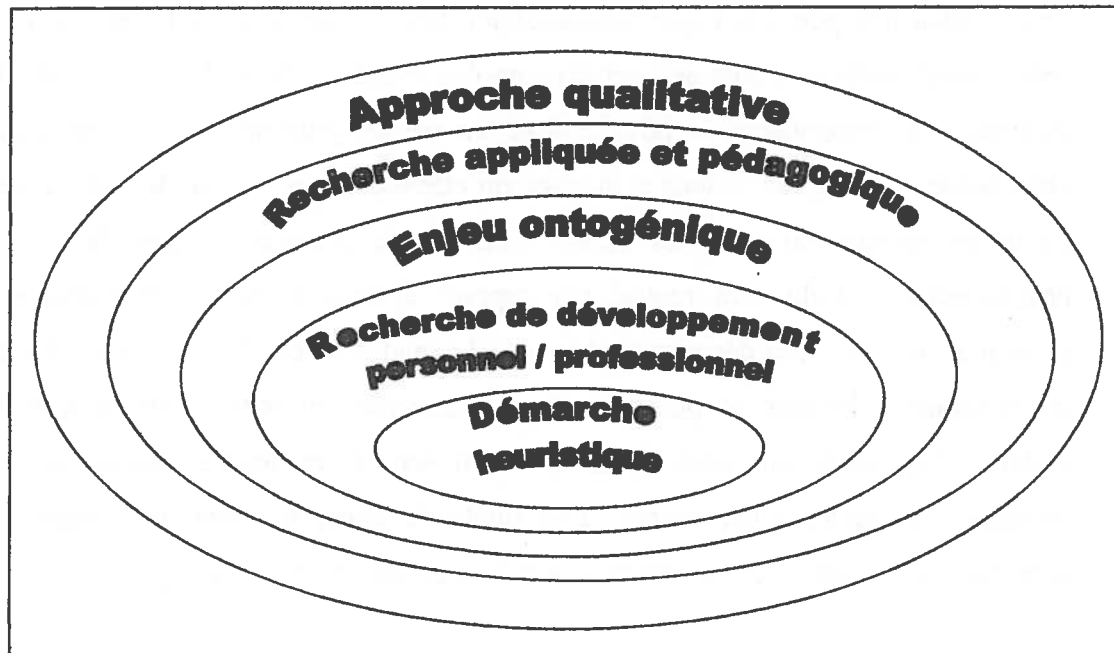 Approche qualitative
Recherche appliquée et pédagogique
Enjeu ontogénique
Recherche de développement
personnel / professionnel
Démarche
heuristique